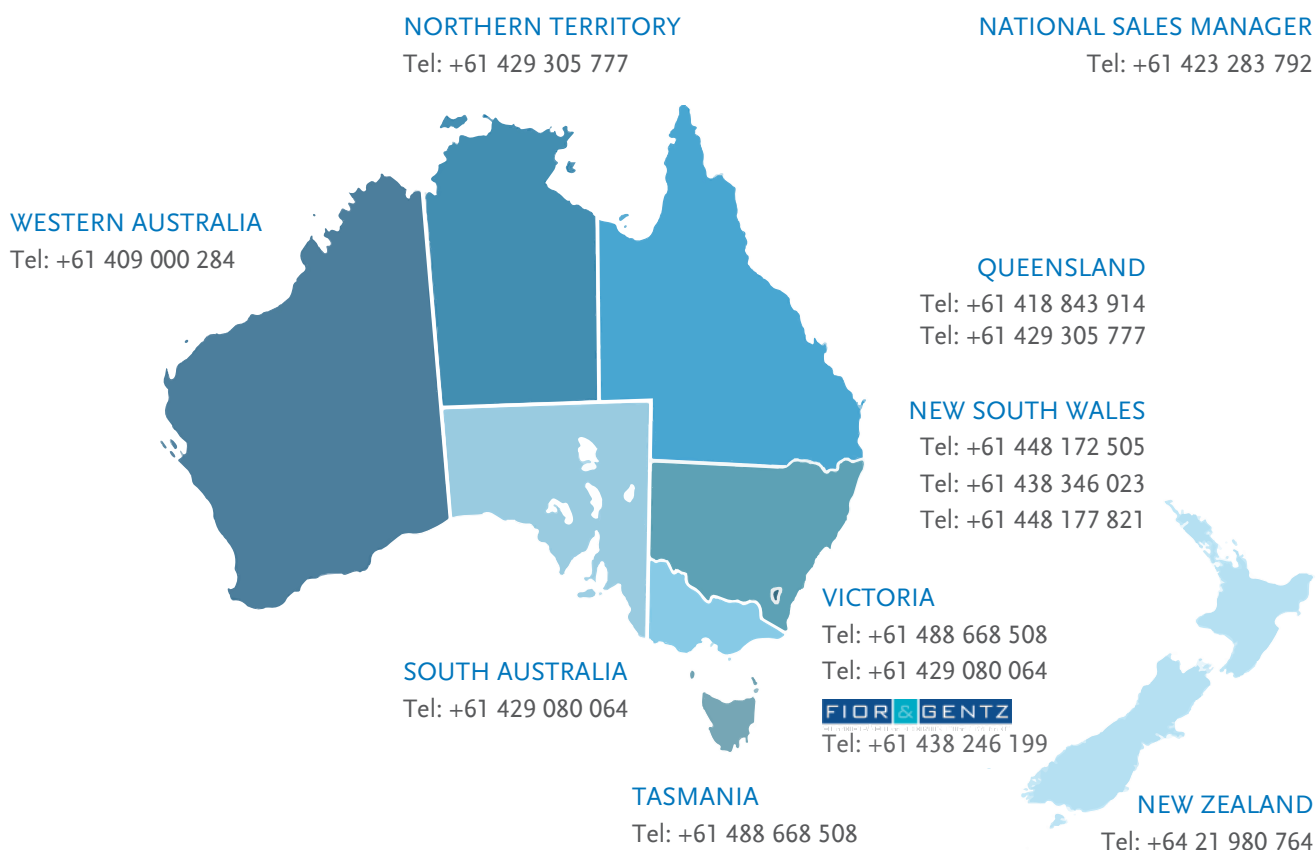 NORTHERN TERRITORY
Tel: +61 429 305 777
NATIONAL SALES MANAGER
Tel: +61 423 283 792
WESTERN AUSTRALIA
Tel: +61 409 000 284
QUEENSLAND
Tel: +61 418 843 914
Tel: +61 429 305 777
NEW SOUTH WALES
Tel: +61 448 172 505
Tel: +61 438 346 023
Tel: +61 448 177 821
VICTORIA
Tel: +61 488 668 508
Tel: +61 429 080 064
FIOR & GENTZ
Tel: +61 438 246 199
SOUTH AUSTRALIA
Tel: +61 429 080 064
TASMANIA
Tel: +61 488 668 508
NEW ZEALAND
Tel: +64 21 980 764